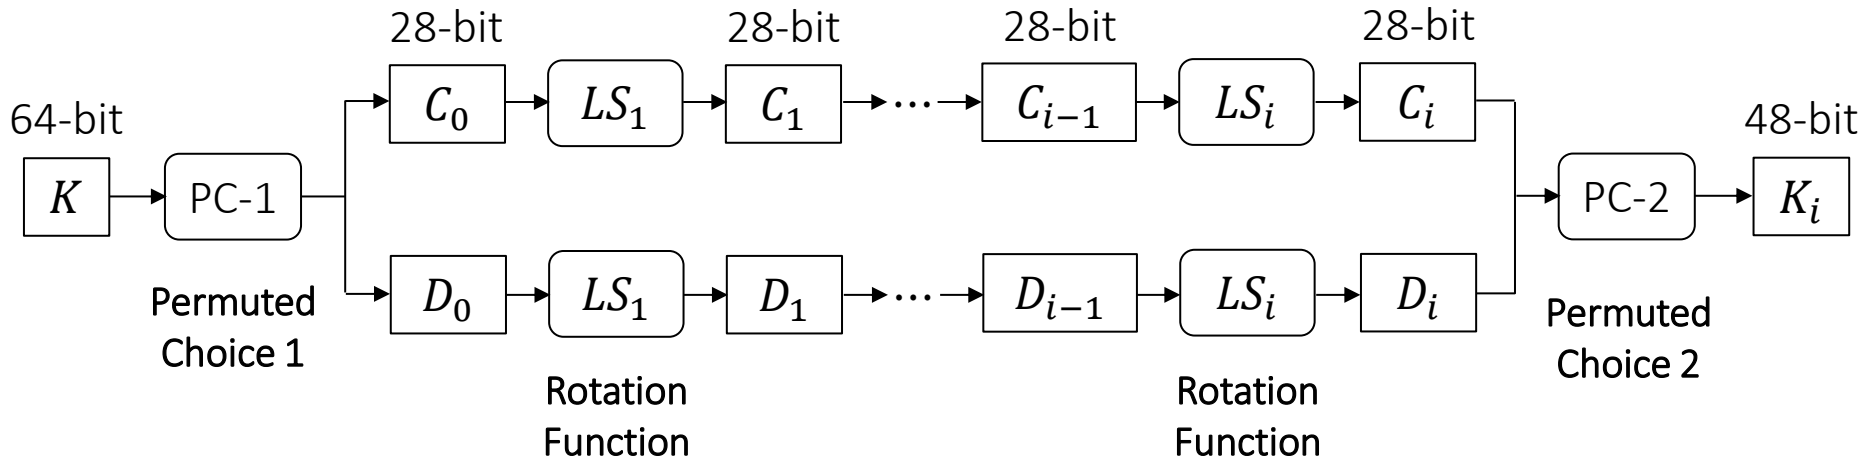 28-bit 28-bit 28-bit 28-bit
64-bit C₀ LS₁ C₁ ... Cᵢ₋₁ LSᵢ Cᵢ 48-bit
K PC-1 PC-2 Kᵢ
D₀ LS₁ D₁ ... Dᵢ₋₁ LSᵢ Dᵢ
Permuted
Choice 1
Permuted
Choice 2
Rotation
Function
Rotation
Function